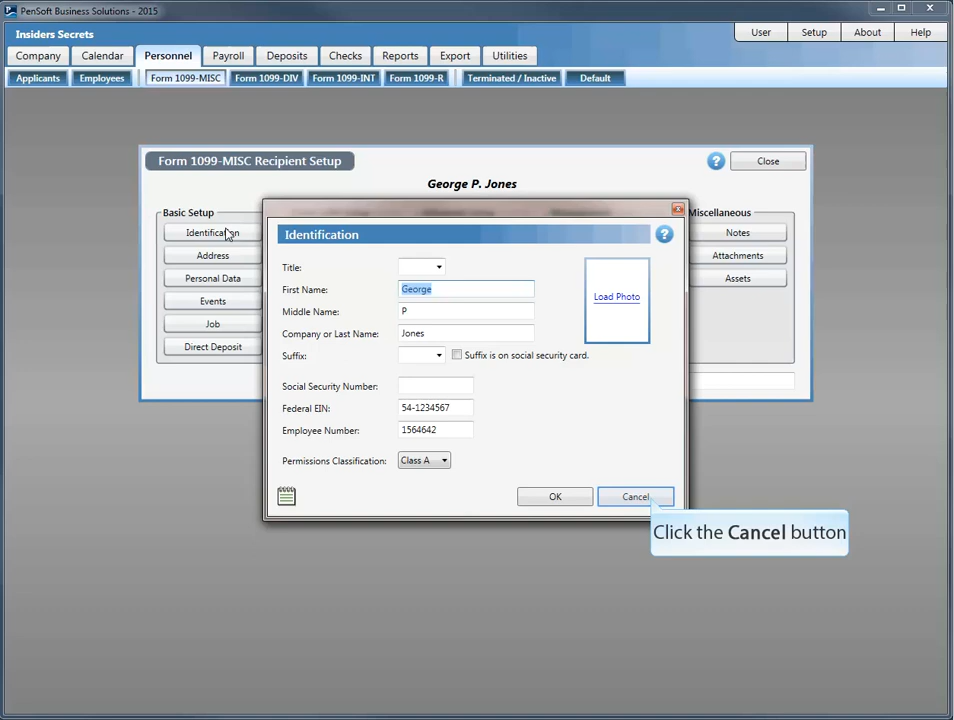 PenSoft Business Solutions - 2015
Insiders Secrets
User Setup About Help
Company Calendar Personnel Payroll Deposits Checks Reports Export Utilities
Applicants Employees Form 1099-MISC Form 1099-DIV Form 1099-INT Form 1099-R Terminated / Inactive Default
Form 1099-MISC Recipient Setup ? Close
George P. Jones
Basic Setup Miscellaneous
Identification Notes
Address Attachments
Personal Data Assets
Events
Job
Direct Deposit
Identification ?
Title:
First Name: George
Load Photo
Middle Name: P
Company or Last Name: Jones
Suffix: Suffix is on social security card.
Social Security Number:
Federal EIN: 54-1234567
Employee Number: 1564642
Permissions Classification: Class A
OK Cancel
Click the Cancel button